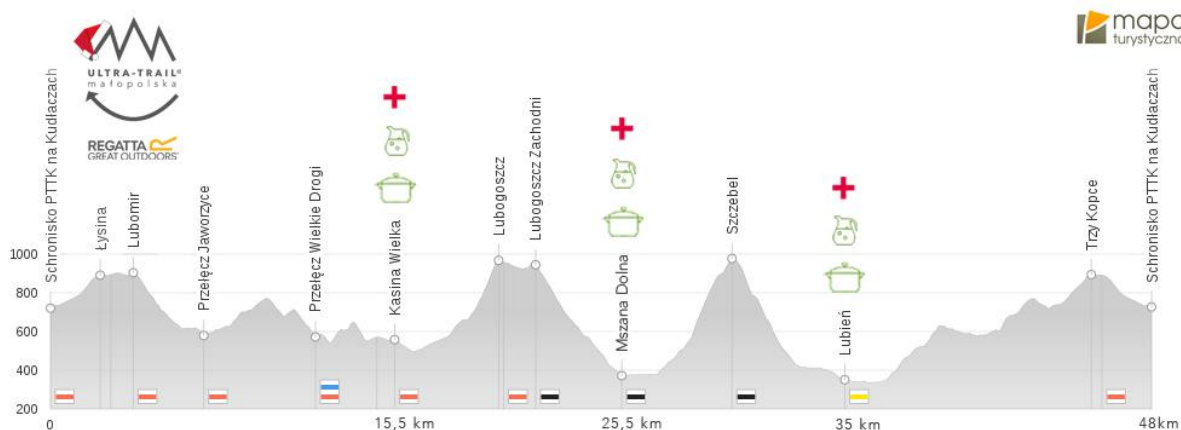 ULTRA-TRAIL®
małopolska
REGATTA
GREAT OUTDOORS
mapa
turystyczna
Schronisko PTTK na Kudłaczach
Łysina
Lubomir
Przełęcz Jaworzyce
Przełęcz Wielkie Drogi
Kasina Wielka
Lubogoszcz
Lubogoszcz Zachodni
Mszana Dolna
Szczebel
Lubień
Trzy Kopce
Schronisko PTTK na Kudłaczach
1000
800
600
400
200
0
15,5 km
25,5 km
35 km
48km